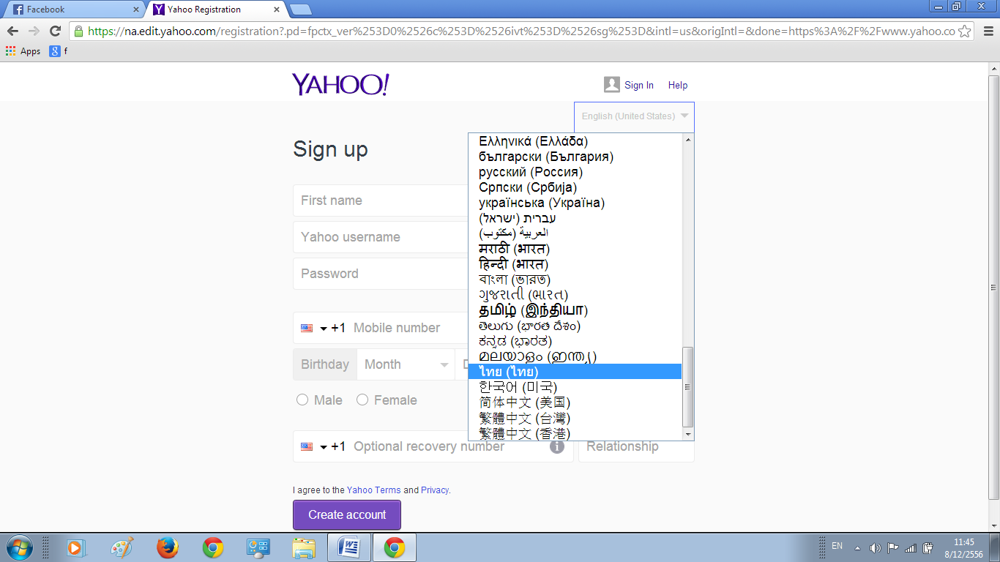 Facebook
Yahoo Registration
https://na.edit.yahoo.com/registration?.pd=fpctx_ver%253D0%2526c%253D%2526ivt%253D%2526sg%253D&intl=us&origIntl=&done=https%3A%2F%2Fwww.yahoo.co
Apps
f
YAHOO!
Sign In
Help
English (United States)
Sign up
First name
Yahoo username
Password
+1 Mobile number
Birthday Month D
Male Female
+1 Optional recovery number
Relationship
Ελληνικά (Ελλάδα)
български (България)
русский (Россия)
Српски (Србија)
українська (Україна)
עברית (ישראל)
العربية (مكتوب)
मराठी (भारत)
हिन्दी (भारत)
বাংলা (ভারত)
ગુજરાતી (ભારત)
தமிழ் (இந்தியா)
తెలుగు (భారత దేశం)
ಕನ್ನಡ (ಭಾರತ)
മലയാളം (ഇന്ത്യ)
ไทย (ไทย)
한국어 (미국)
简体中文 (美国)
繁體中文 (台灣)
繁體中文 (香港)
I agree to the Yahoo Terms and Privacy.
Create account
EN
11:45
8/12/2556